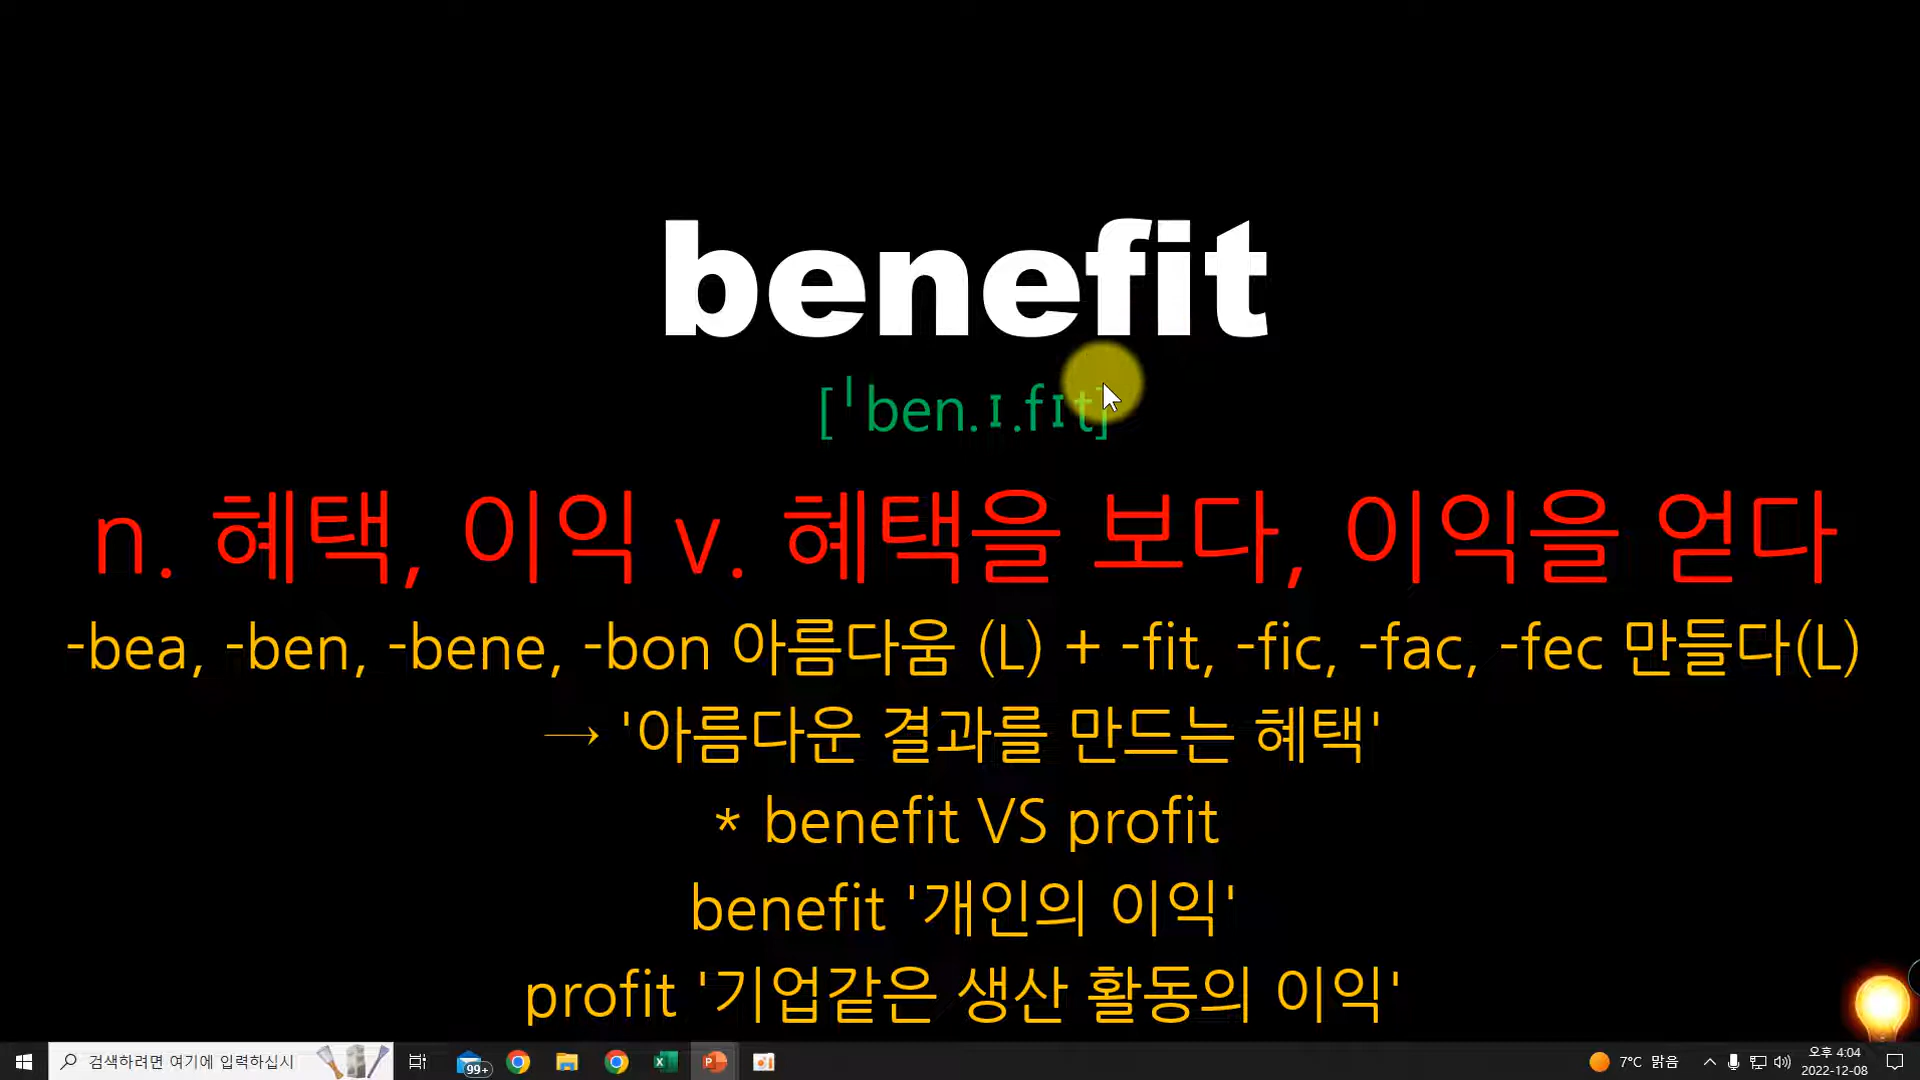 benefit
[ˈben.ɪ.fɪt]
n. 혜택, 이익 v. 혜택을 보다, 이익을 얻다
-bea, -ben, -bene, -bon 아름다움 (L) + -fit, -fic, -fac, -fec 만들다(L)
→ '아름다운 결과를 만드는 혜택'
* benefit VS profit
benefit '개인의 이익'
profit '기업같은 생산 활동의 이익'
검색하려면 여기에 입력하십시
99+
7°C 맑음
오후 4:04
2022-12-08